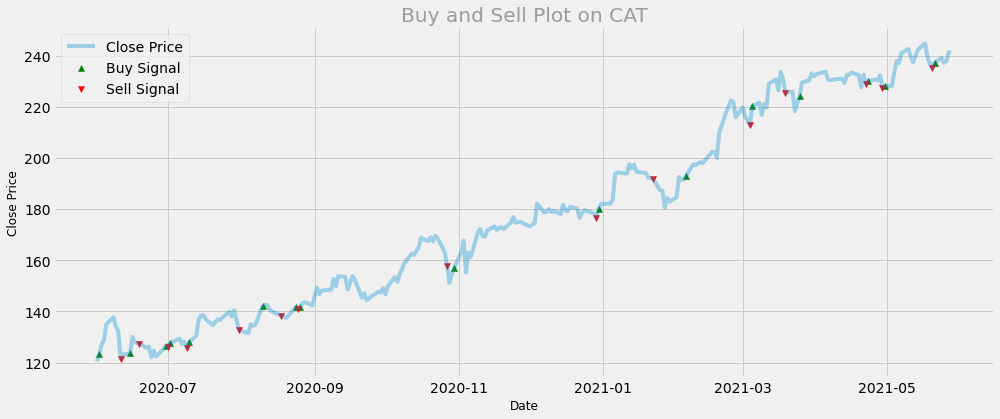 Buy and Sell Plot on CAT
Close Price
Buy Signal
Sell Signal
Close Price
240
220
200
180
160
140
120
2020-07
2020-09
2020-11
2021-01
2021-03
2021-05
Date